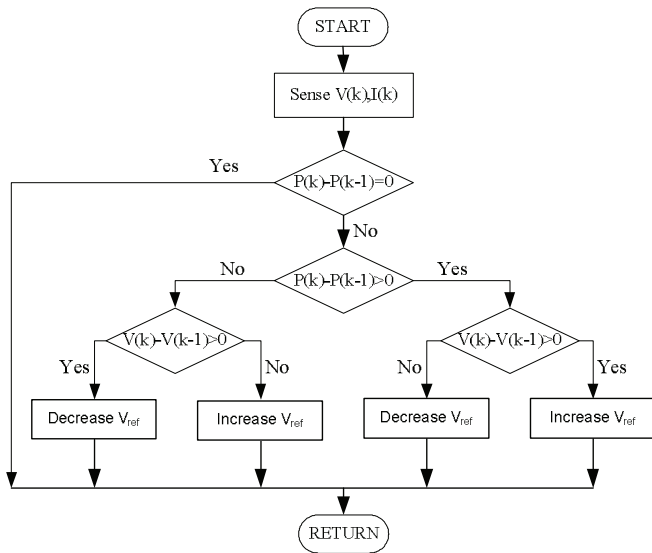 START
Sense V(k),I(k)
Yes
P(k)-P(k-1)=0
No
No
P(k)-P(k-1)>0
Yes
V(k)-V(k-1)>0
V(k)-V(k-1)>0
Yes
No
No
Yes
Decrease Vref
Increase Vref
Decrease Vref
Increase Vref
RETURN